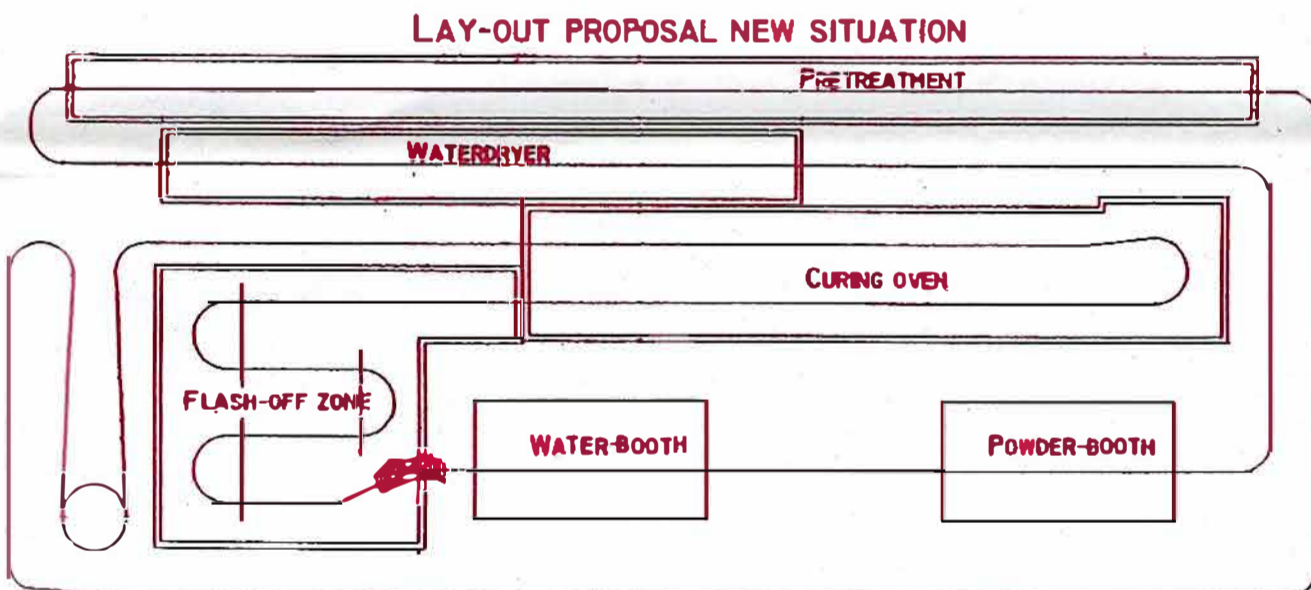 LAY-OUT PROPOSAL NEW SITUATION
PRETREATMENT
WATERDRYER
CURING OVEN
FLASH-OFF ZONE
WATER-BOOTH
POWDER-BOOTH